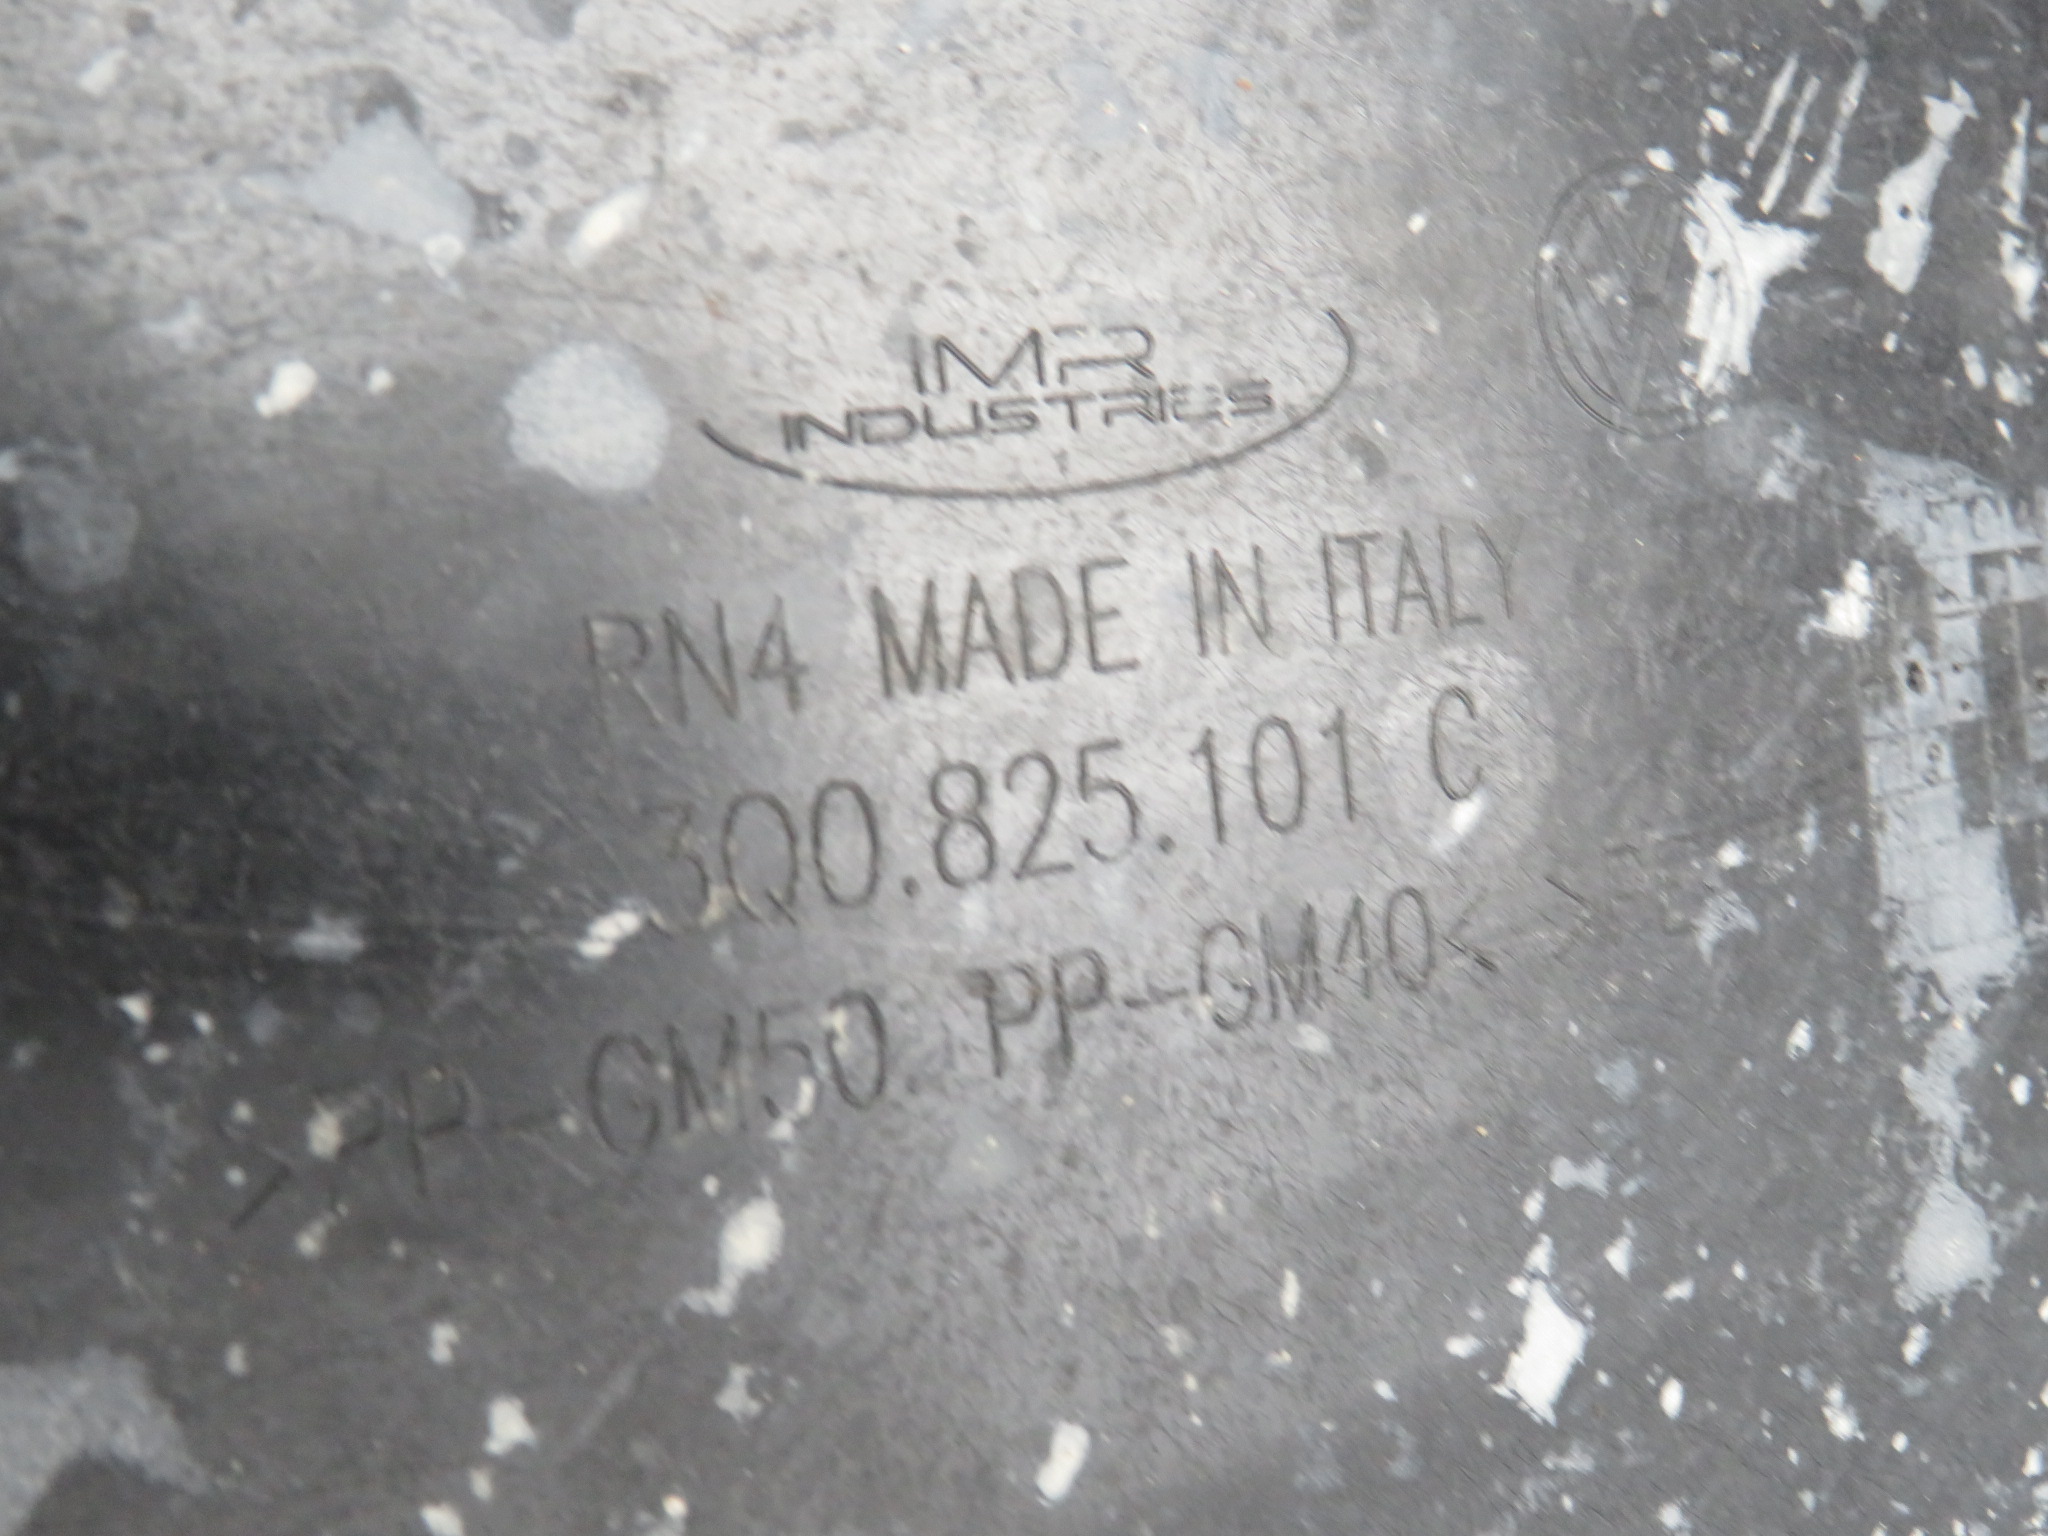 IMR
INDUSTRIES
RN4 MADE IN ITALY
3Q0.825.101 C
>PP-GM50 PP-GM40<